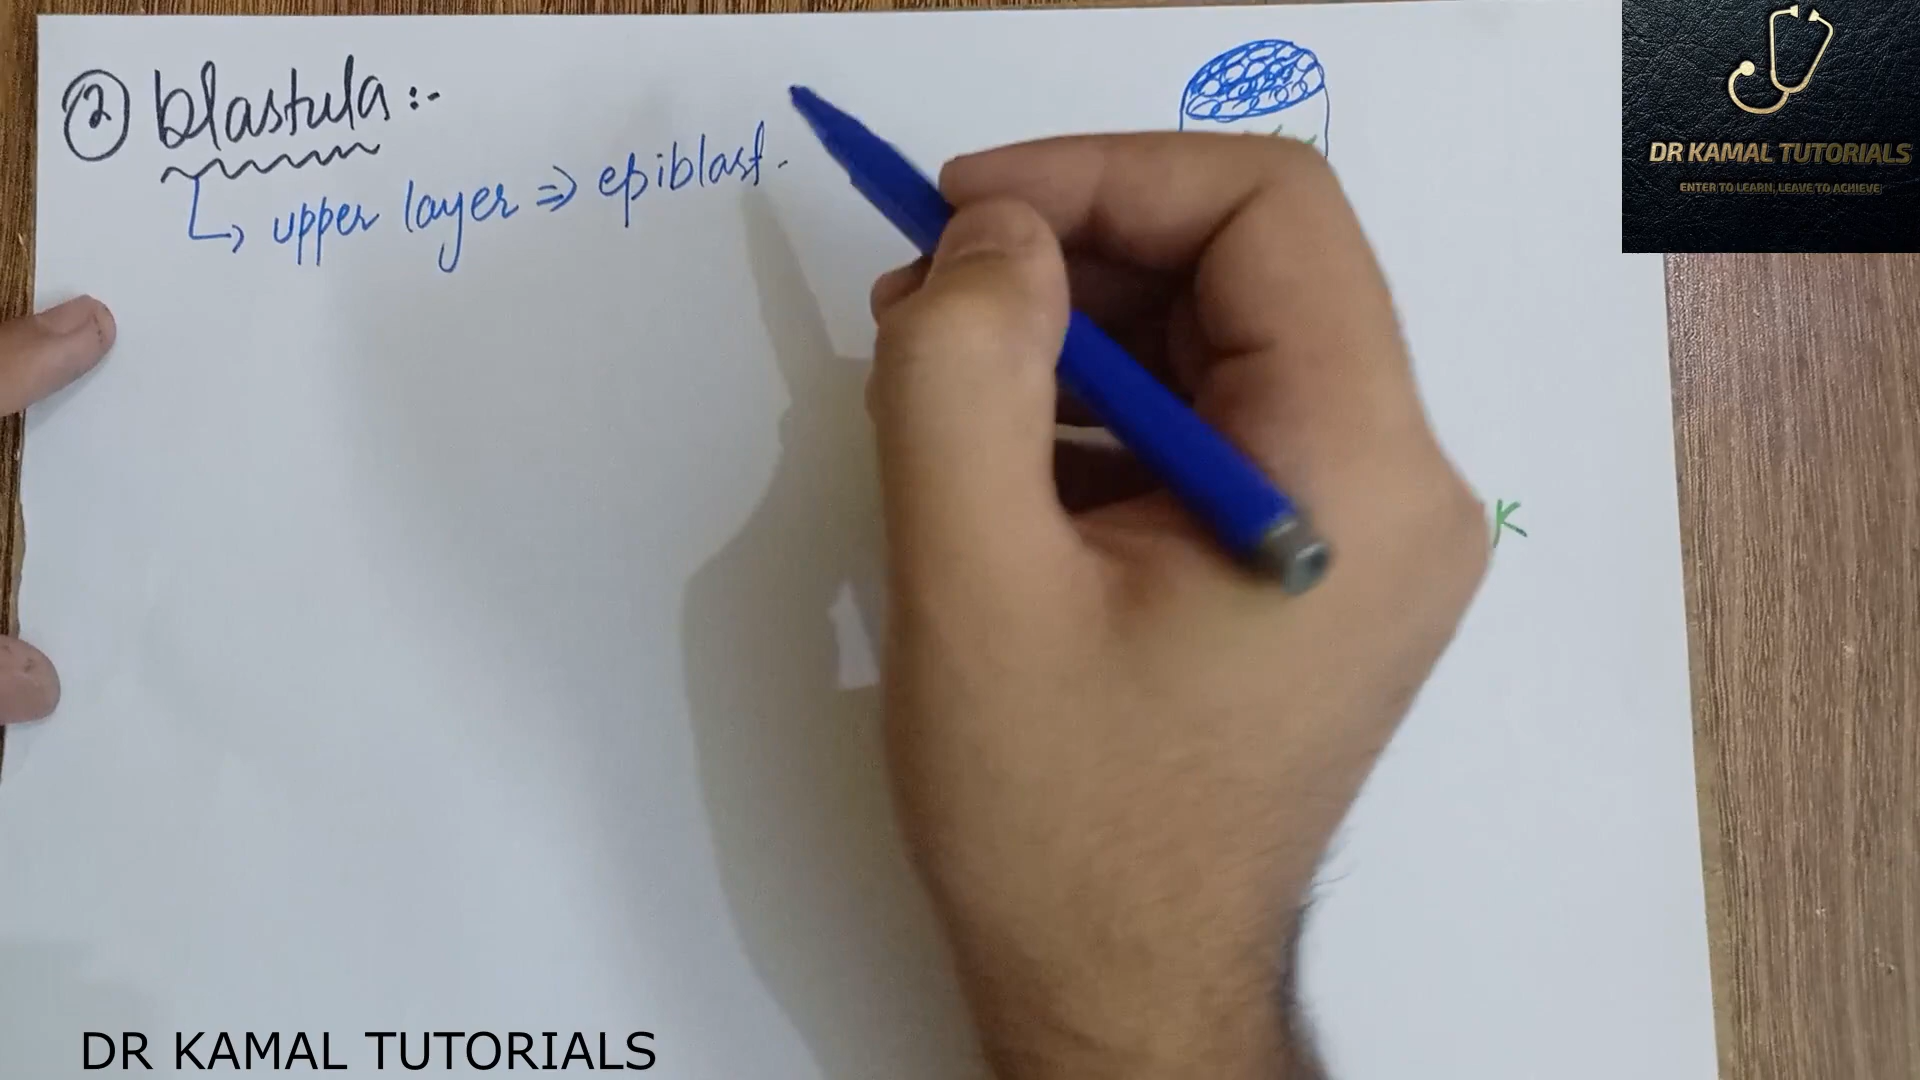 ② blastula :-
↳ upper layer ⇒ epiblast.
K
DR KAMAL TUTORIALS
ENTER TO LEARN, LEAVE TO ACHIEVE
DR KAMAL TUTORIALS